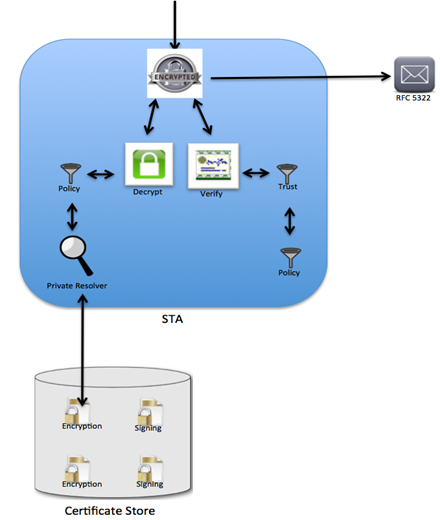 ENCRYPTED
RFC 5322
Policy
Decrypt
Verify
Trust
Private Resolver
Policy
STA
Encryption
Signing
Encryption
Signing
Certificate Store